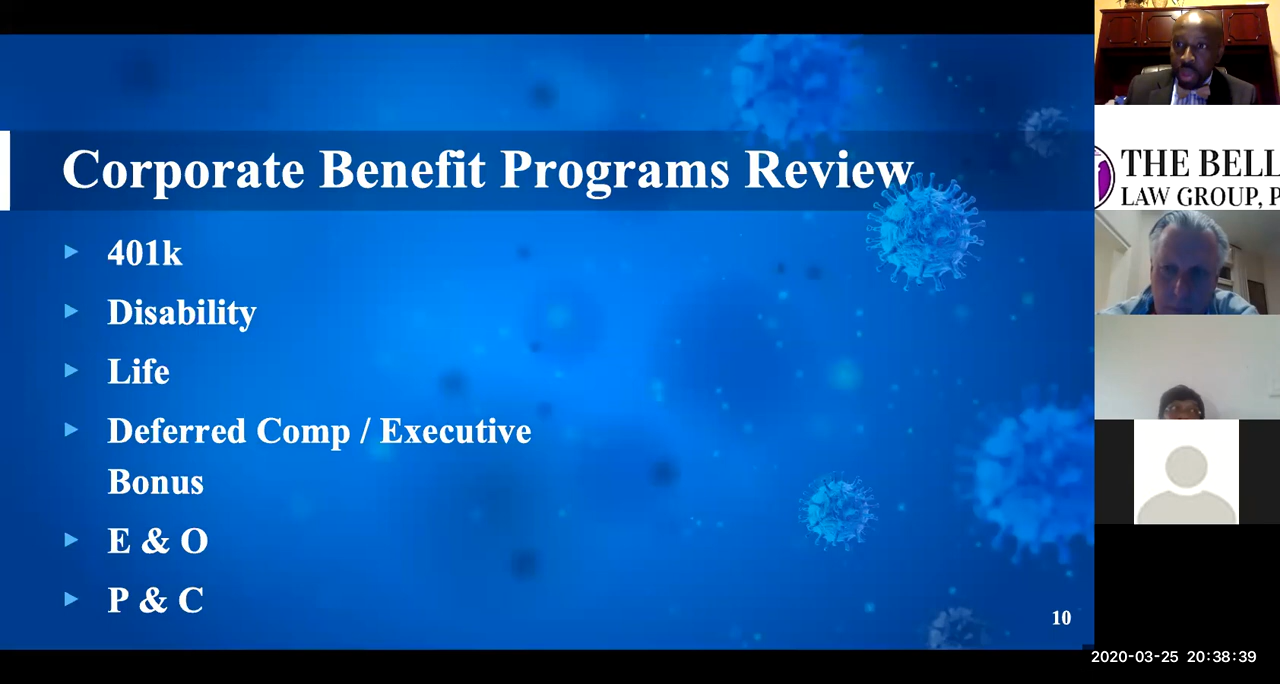 Corporate Benefit Programs Review
401k
Disability
Life
Deferred Comp / Executive
Bonus
E & O
P & C
10
THE BELL
LAW GROUP, P
2020-03-25 20:38:39